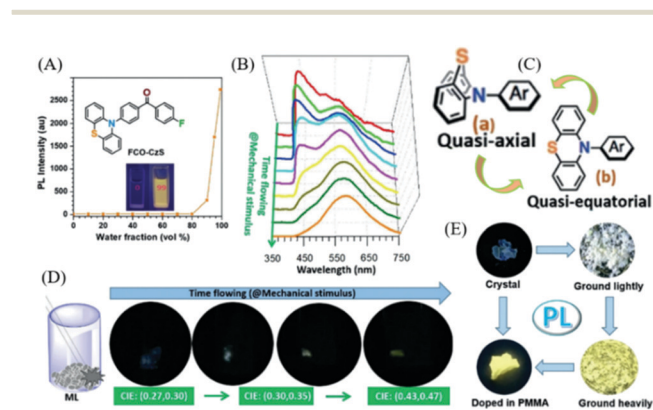 (A)
PL Intensity (au)
2500
2000
1500
1000
500
0
0 20 40 60 80 100
Water fraction (vol %)
O
N
S
F
FCO-CzS
0 99
(B)
Time flowing
@Mechanical stimulus
350 450 550 650 750
Wavelength (nm)
(C)
S
N
Ar
(a)
Quasi-axial
S
N
Ar
(b)
Quasi-equatorial
(D)
Time flowing (@Mechanical stimulus)
ML
CIE: (0.27,0.30)
(0.30,0.35)
CIE: (0.43,0.47)
(E)
Crystal
Ground lightly
PL
Doped in PMMA
Ground heavily